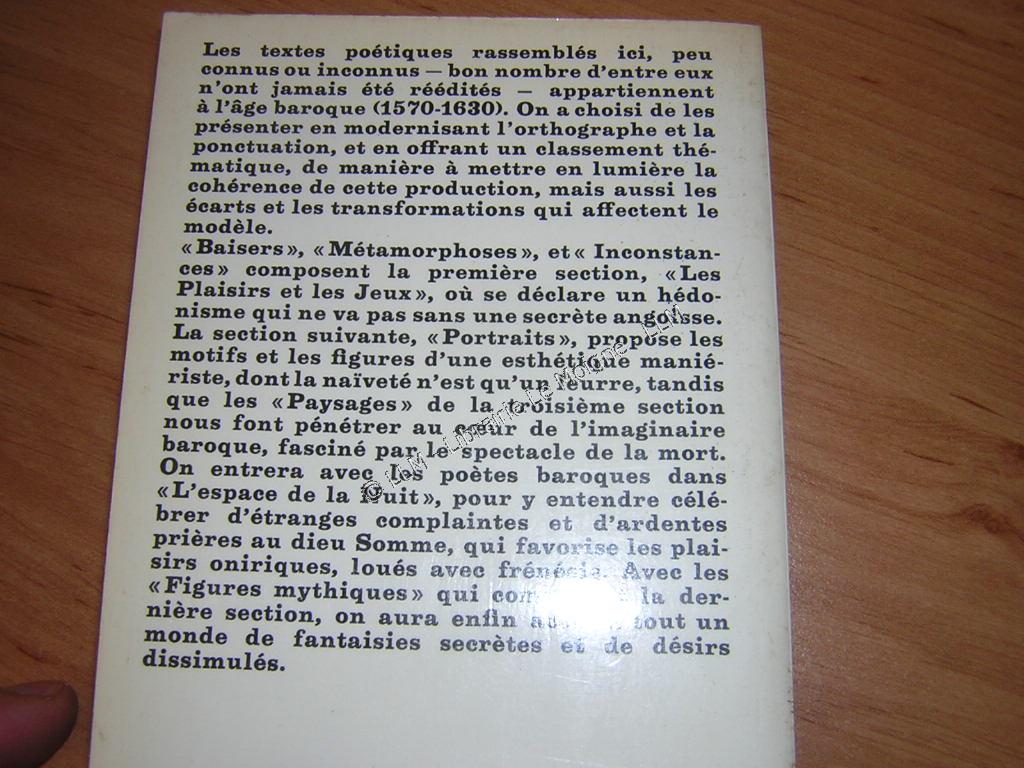 Les textes poétiques rassemblés ici, peu
connus ou inconnus — bon nombre d'entre eux
n'ont jamais été réédités — appartiennent
à l'âge baroque (1570-1630). On a choisi de les
présenter en modernisant l'orthographe et la
ponctuation, et en offrant un classement thé-
matique, de manière à mettre en lumière la
cohérence de cette production, mais aussi les
écarts et les transformations qui affectent le
modèle.
« Baisers », « Métamorphoses », et « Inconstan-
ces » composent la première section, « Les
Plaisirs et les Jeux », où se déclare un hédo-
nisme qui ne va pas sans une secrète angoisse.
La section suivante, « Portraits », propose les
motifs et les figures d'une esthétique manié-
riste, dont la naïveté n'est qu'un leurre, tandis
que les « Paysages » de la troisième section
nous font pénétrer au cœur de l'imaginaire
baroque, fasciné par le spectacle de la mort.
On entrera avec les poètes baroques dans
« L'espace de la Nuit », pour y entendre célé-
brer d'étranges complaintes et d'ardentes
prières au dieu Somme, qui favorise les plai-
sirs oniriques, loués avec frénésie. Avec les
« Figures mythiques » qui la der-
nière section, on aura enfin tout un
monde de fantaisies secrètes et de désirs
dissimulés.
© LLM - Librairie Le Moigne - LLM